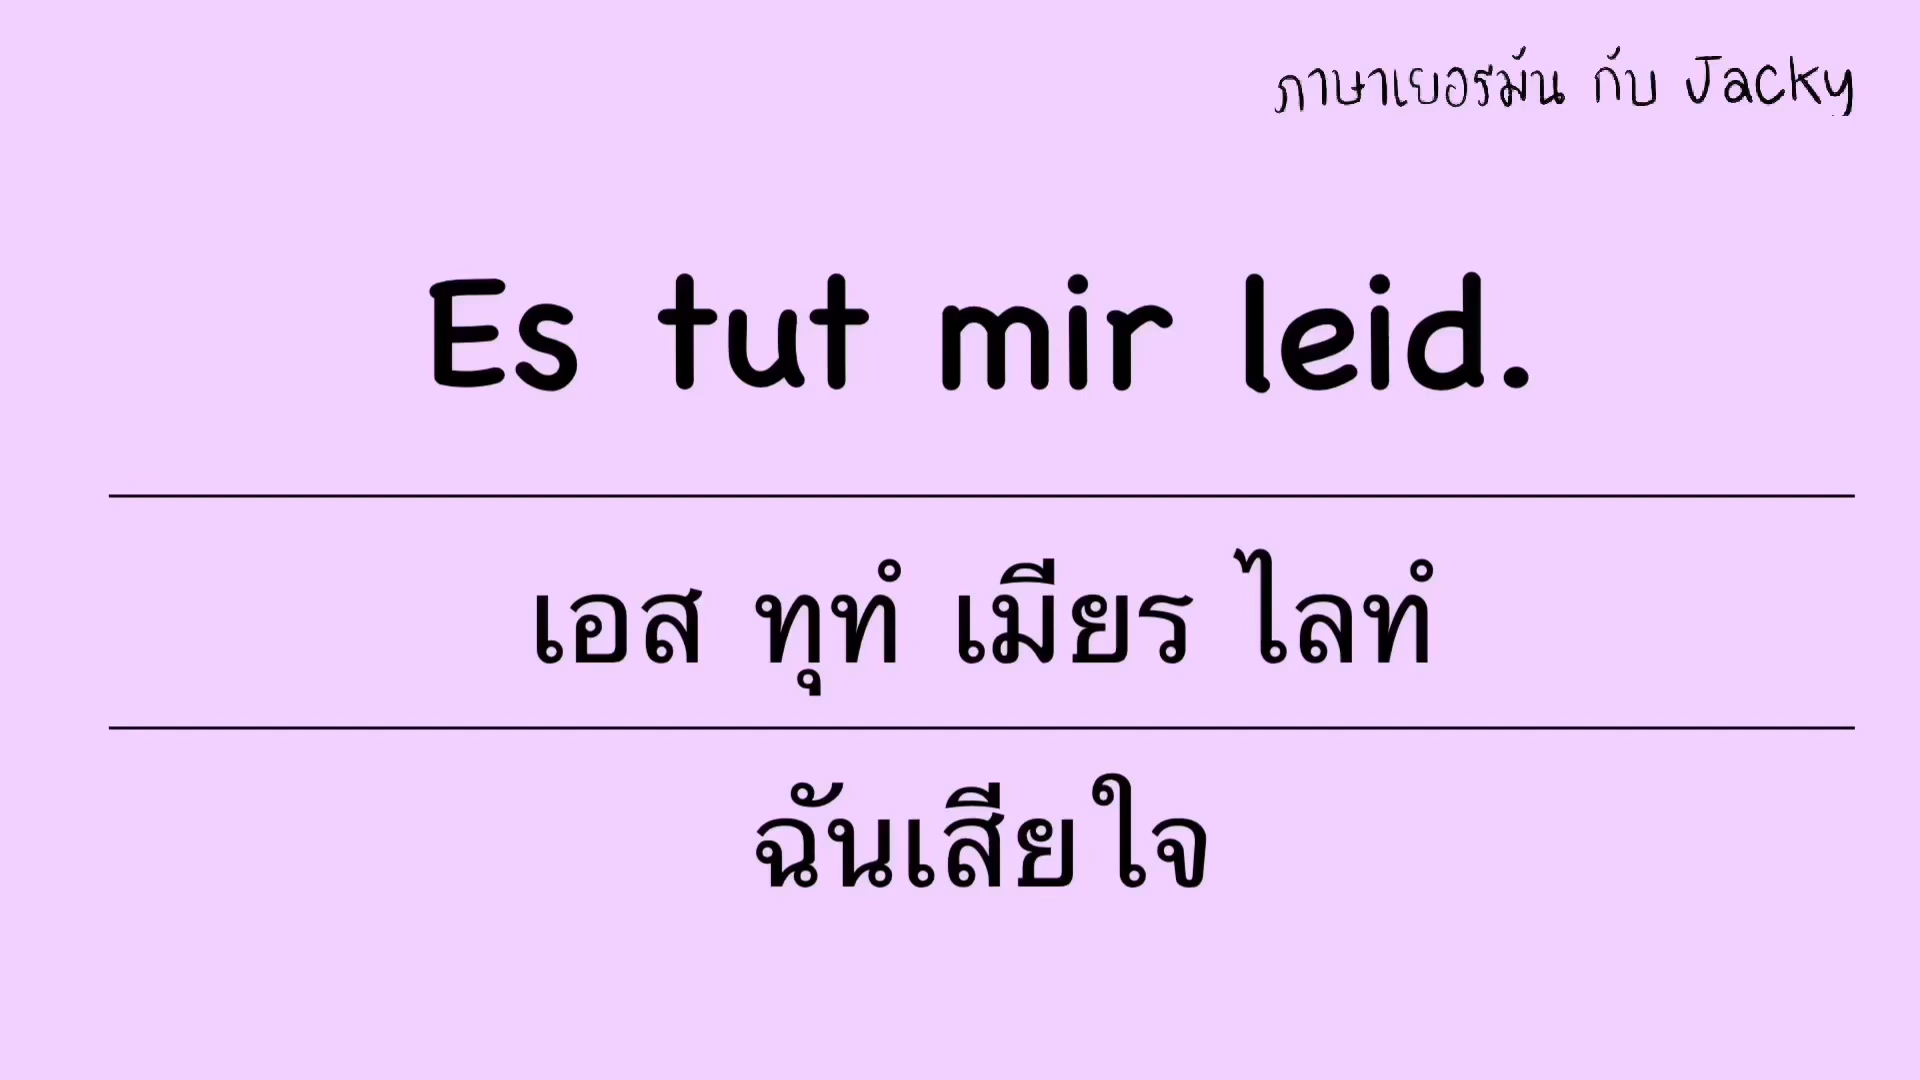 ภาษาเยอรมัน กับ Jacky
Es tut mir leid.
เอส ทุทํ เมียร ไลทํ
ฉันเสียใจ